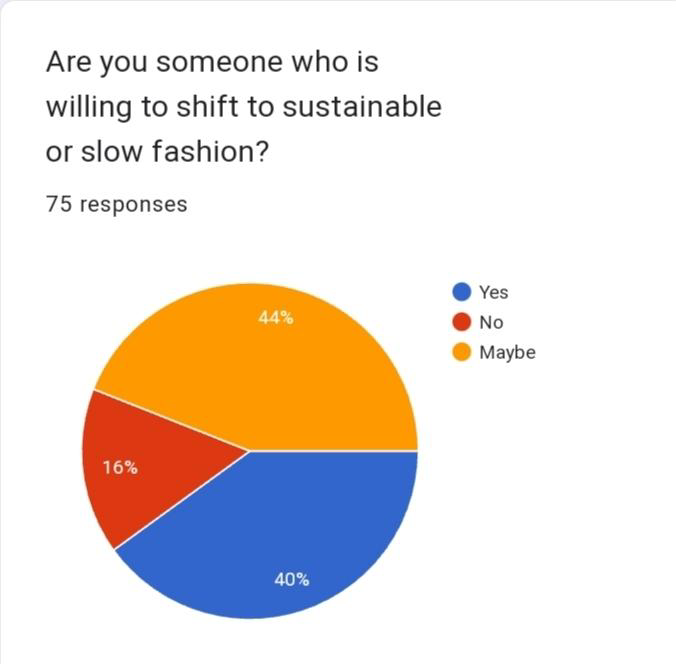 Are you someone who is
willing to shift to sustainable
or slow fashion?
75 responses
Yes
No
Maybe
44%
16%
40%